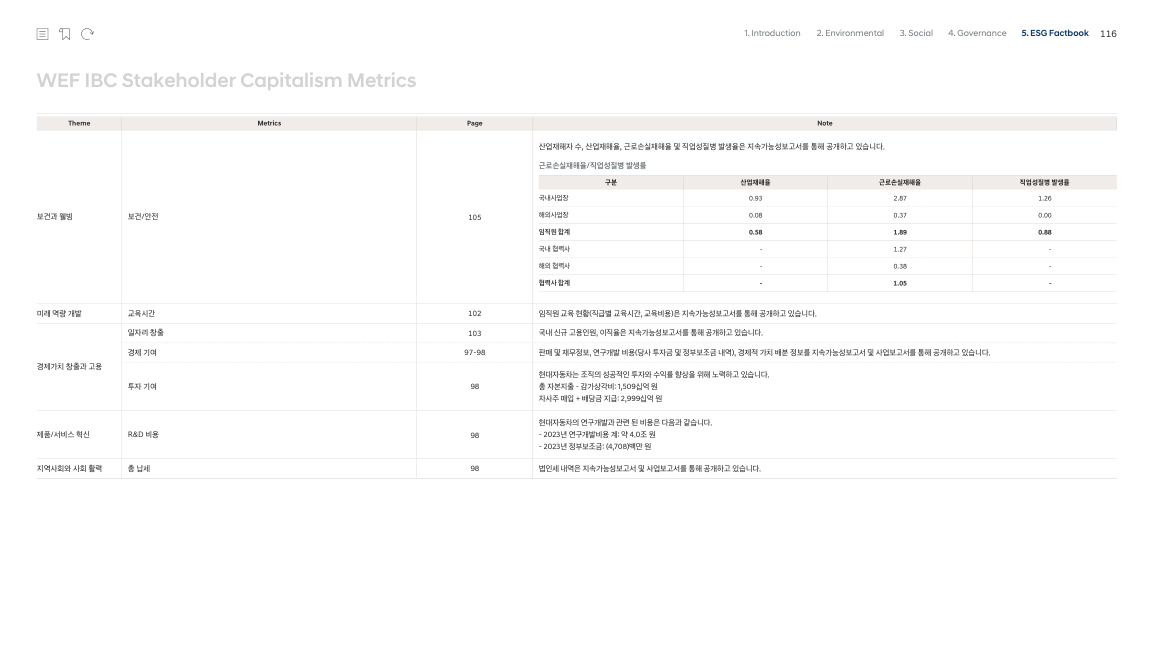 1. Introduction 2. Environmental 3. Social 4. Governance 5. ESG Factbook 116
WEF IBC Stakeholder Capitalism Metrics
Theme Metrics Page Note
보건과 웰빙 보건/안전 105
산업재해자 수, 산업재해율, 근로손실재해율 및 직업성질병 발생율은 지속가능성보고서를 통해 공개하고 있습니다.
근로손실재해율/직업성질병 발생률
구분 산업재해율 근로손실재해율 직업성질병 발생률
국내사업장 0.93 2.87 1.26
해외사업장 0.08 0.37 0.00
임직원 합계 0.58 1.89 0.88
국내 협력사 - 1.27 -
해외 협력사 - 0.38 -
협력사 합계 - 1.05 -
미래 역량 개발 교육시간 102 임직원 교육 현황(직급별 교육시간, 교육비용)은 지속가능성보고서를 통해 공개하고 있습니다.
경제가치 창출과 고용
일자리 창출 103 국내 신규 고용인원, 이직율은 지속가능성보고서를 통해 공개하고 있습니다.
경제 기여 97-98 판매 및 재무정보, 연구개발 비용(당사 투자금 및 정부보조금 내역), 경제적 가치 배분 정보를 지속가능성보고서 및 사업보고서를 통해 공개하고 있습니다.
투자 기여 98
현대자동차는 조직의 성공적인 투자와 수익률 향상을 위해 노력하고 있습니다.
총 자본지출 - 감가상각비: 1,509십억 원
자사주 매입 + 배당금 지급: 2,999십억 원
제품/서비스 혁신 R&D 비용 98
현대자동차의 연구개발과 관련 된 비용은 다음과 같습니다.
- 2023년 연구개발비용 계: 약 4.0조 원
- 2023년 정부보조금: (4,708)백만 원
지역사회와 사회 활력 총 납세 98 법인세 내역은 지속가능성보고서 및 사업보고서를 통해 공개하고 있습니다.